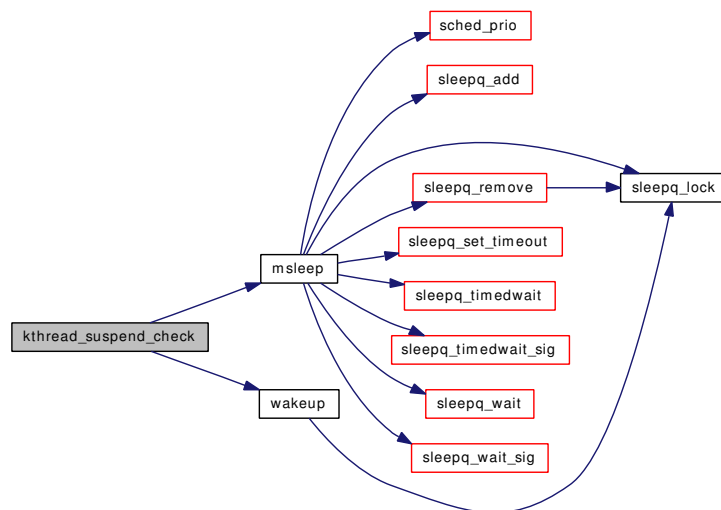 sched_prio
sleepq_add
sleepq_remove
sleepq_lock
sleepq_set_timeout
msleep
sleepq_timedwait
kthread_suspend_check
sleepq_timedwait_sig
wakeup
sleepq_wait
sleepq_wait_sig